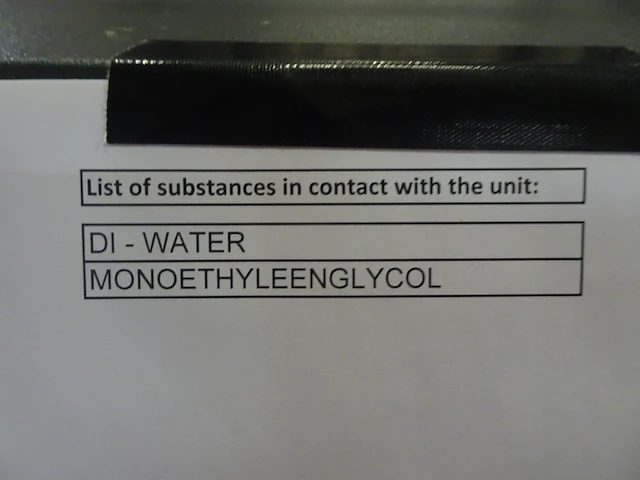 List of substances in contact with the unit:
DI - WATER
MONOETHYLEENGLYCOL